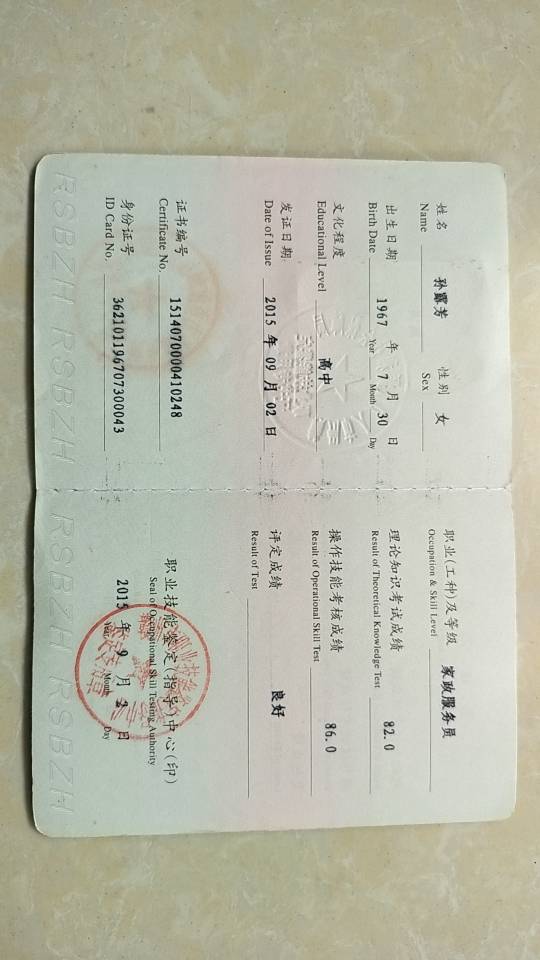 姓名 孙露芳 性别 女
Name Sex
出生日期 1967 年 7 月 30 日
Birth Date Year Month Day
文化程度 高中
Educational Level
发证日期 2015 年 09 月 02 日
Date of Issue
证书编号 1514070000410248
Certificate No.
身份证号 362101196707300043
ID Card No.
RSBZH RSBZH
职业(工种)及等级 家政服务员
Occupation & Skill Level
理论知识考试成绩 82.0
Result of Theoretical Knowledge Test
操作技能考核成绩 86.0
Result of Operational Skill Test
评定成绩 良好
Result of Test
职业技能鉴定(指导)中心(印)
Seal of Occupational Skill Testing Authority
2015 年 9 月 2 日
Year Month Day
RSBZH RSBZH